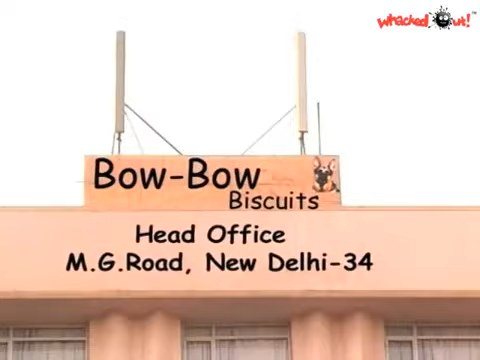 whacked out!
Bow-Bow
Biscuits
Head Office
M.G.Road, New Delhi-34